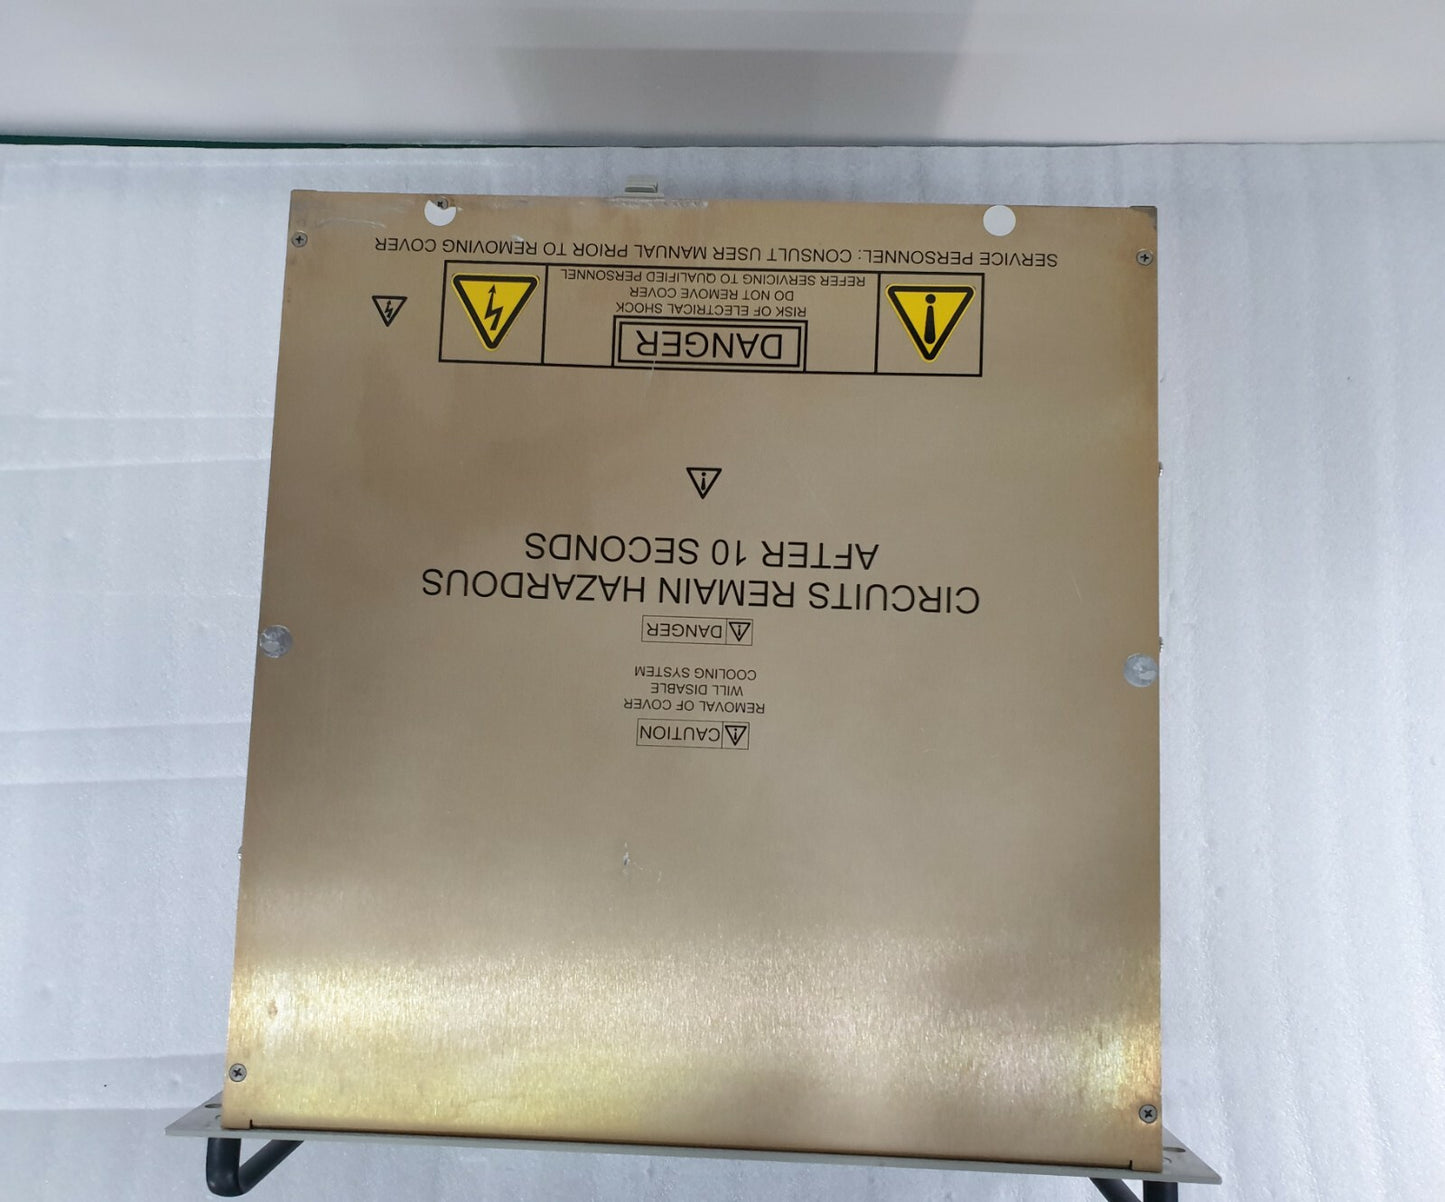 CAUTION
REMOVAL OF COVER
WILL DISABLE
COOLING SYSTEM
DANGER
CIRCUITS REMAIN HAZARDOUS
AFTER 10 SECONDS
DANGER
RISK OF ELECTRICAL SHOCK
DO NOT REMOVE COVER
REFER SERVICING TO QUALIFIED PERSONNEL
SERVICE PERSONNEL: CONSULT USER MANUAL PRIOR TO REMOVING COVER